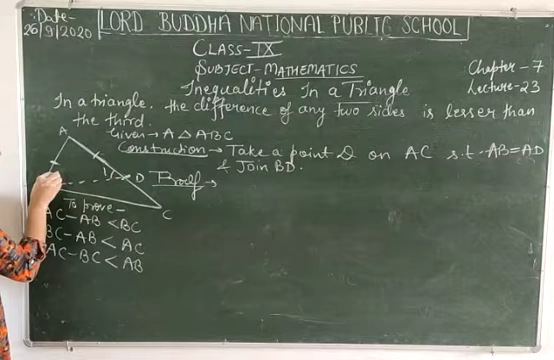 Date-
26/9/2020
LORD BUDDHA NATIONAL PUBLIC SCHOOL
CLASS-IX
SUBJECT-MATHEMATICS
Chapter-7
Inequalities In a Triangle
Lecture-23
In a triangle. the difference of any two sides is lesser than
the third.
Given → A △ABC
Construction → Take a point D on AC s.t. AB=AD
& Join BD.
Proof →
A
1
D
C
To prove-
AC-AB<BC
BC-AB<AC
AC-BC<AB